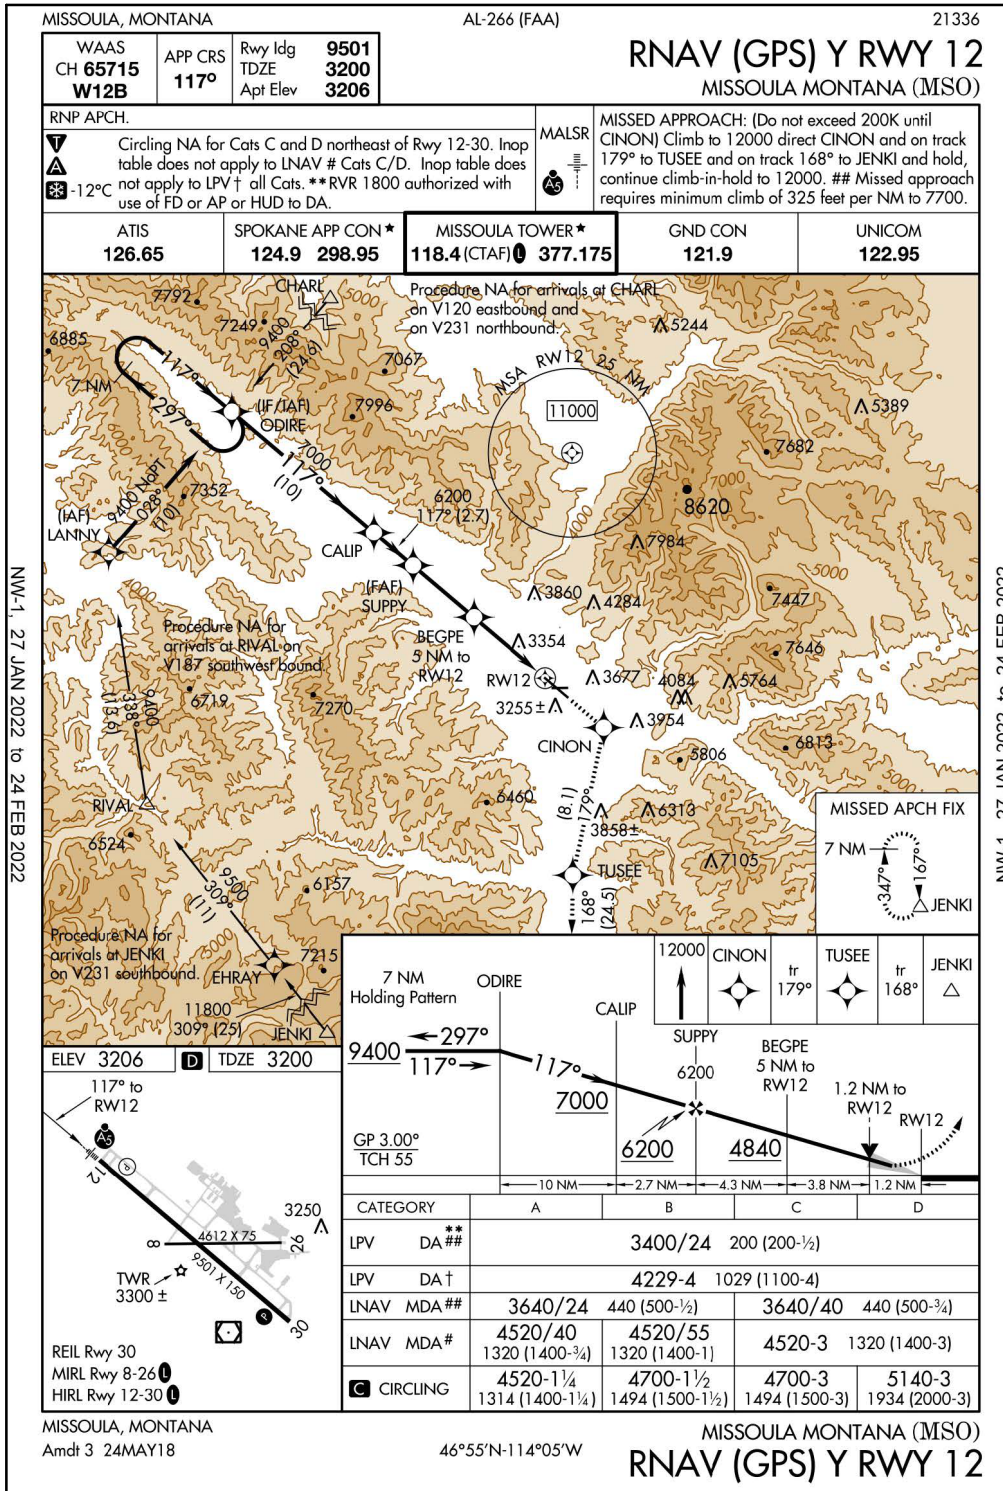 MISSOULA, MONTANA
AL-266 (FAA)
21336
WAAS
CH 65715
W12B
APP CRS
117°
Rwy ldg 9501
TDZE 3200
Apt Elev 3206
RNAV (GPS) Y RWY 12
MISSOULA MONTANA (MSO)
RNP APCH.
T
A
-12°C
Circling NA for Cats C and D northeast of Rwy 12-30. Inop
table does not apply to LNAV # Cats C/D. Inop table does
not apply to LPV † all Cats. **RVR 1800 authorized with
use of FD or AP or HUD to DA.
MALSR
A5
MISSED APPROACH: (Do not exceed 200K until
CINON) Climb to 12000 direct CINON and on track
179° to TUSEE and on track 168° to JENKI and hold,
continue climb-in-hold to 12000. ## Missed approach
requires minimum climb of 325 feet per NM to 7700.
ATIS
126.65
SPOKANE APP CON ★
124.9 298.95
MISSOULA TOWER ★
118.4 (CTAF) L 377.175
GND CON
121.9
UNICOM
122.95
Procedure NA for arrivals at CHARL
on V120 eastbound and
on V231 northbound.
CHARL
9400
208°
(24.6)
7792
7249
6885
7067
7996
5000
5244
MSA RW12 25 NM
11000
5389
7682
7000
8620
7984
7 NM
117°
297°
(IF/IAF)
ODIRE
7000
117°
(10)
6200
117° (2.7)
7352
9400 NoPT
028°
(10)
(IAF)
LANNY
CALIP
(FAF)
SUPPY
BEGPE
5 NM to
RW12
RW12
3860
4284
3354
3677
4084
5764
7447
7646
5000
4000
3255 ±
3954
CINON
5806
6813
Procedure NA for
arrivals at RIVAL on
V187 southwest bound.
6719
7270
9400
338°
(13.6)
RIVAL
6524
6460
(8.1)
179°
3858 ±
6313
7105
TUSEE
168°
(24.5)
9500
309°
(11)
6157
Procedure NA for
arrivals at JENKI
on V231 southbound.
EHRAY
7215
11800
309° (25)
JENKI
MISSED APCH FIX
7 NM
347°
167°
JENKI
NW-1, 27 JAN 2022 to 24 FEB 2022
NW-1, 27 JAN 2022 to 24 FEB 2022
12000
CINON
tr
179°
TUSEE
tr
168°
JENKI
7 NM
Holding Pattern
ODIRE
CALIP
SUPPY
6200
BEGPE
5 NM to
RW12
1.2 NM to
RW12
RW12
9400
297°
117°
117°
7000
6200
4840
GP 3.00°
TCH 55
10 NM
2.7 NM
4.3 NM
3.8 NM
1.2 NM
ELEV 3206
D
TDZE 3200
117° to
RW12
A5
12
P
3250
4612 X 75
8
26
9501 X 150
TWR
3300 ±
P
30
REIL Rwy 30
MIRL Rwy 8-26 L
HIRL Rwy 12-30 L
CATEGORY A B C D
LPV DA **## 3400/24 200 (200-½)
LPV DA † 4229-4 1029 (1100-4)
LNAV MDA ## 3640/24 440 (500-½) 3640/40 440 (500-¾)
LNAV MDA # 4520/40 4520/55 4520-3 1320 (1400-3)
1320 (1400-¾) 1320 (1400-1)
C CIRCLING 4520-1¼ 4700-1½ 4700-3 5140-3
1314 (1400-1¼) 1494 (1500-1½) 1494 (1500-3) 1934 (2000-3)
MISSOULA, MONTANA
Amdt 3 24MAY18
46°55'N-114°05'W
MISSOULA MONTANA (MSO)
RNAV (GPS) Y RWY 12